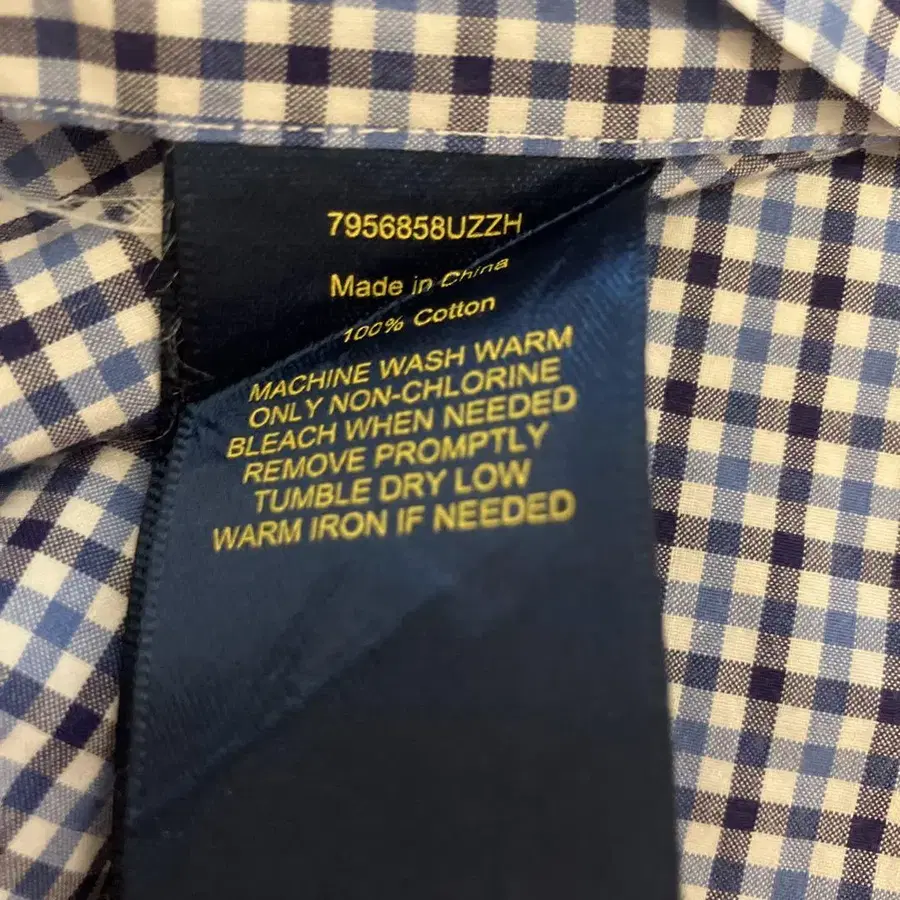 7956858UZZH
Made in China
100% Cotton
MACHINE WASH WARM
ONLY NON-CHLORINE
BLEACH WHEN NEEDED
REMOVE PROMPTLY
TUMBLE DRY LOW
WARM IRON IF NEEDED